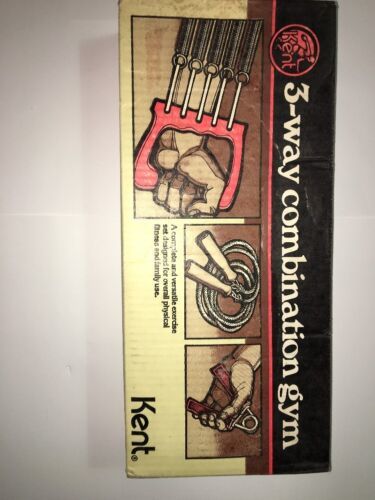 Kent
3-way combination gym
A complete and versatile exercise
set designed for overall physical
fitness and family use.
Kent®